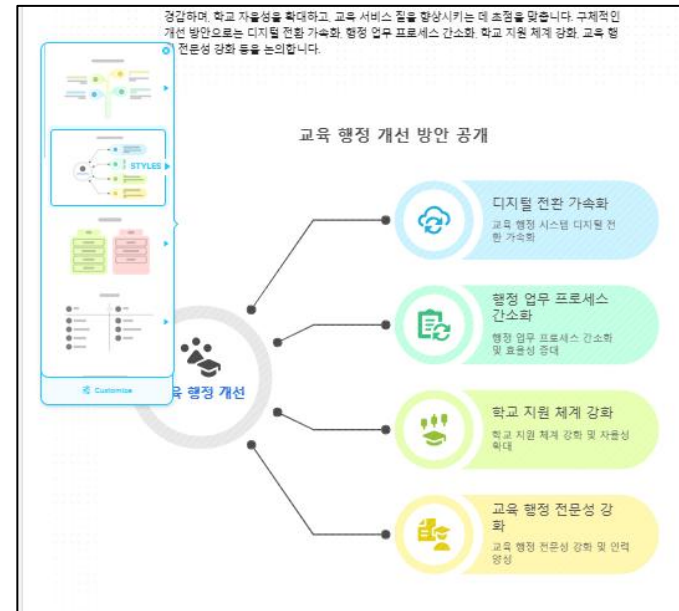 경감하며, 학교 자율성을 확대하고, 교육 서비스 질을 향상시키는 데 초점을 맞춥니다. 구체적인
개선 방안으로는 디지털 전환 가속화, 행정 업무 프로세스 간소화, 학교 지원 체계 강화, 교육 행
전문성 강화 등을 논의합니다.
STYLES
Customize
교육 행정 개선 방안 공개
육 행정 개선
디지털 전환 가속화
교육 행정 시스템 디지털 전
환 가속화
행정 업무 프로세스
간소화
행정 업무 프로세스 간소화
및 효율성 증대
학교 지원 체계 강화
학교 지원 체계 강화 및 자율성
확대
교육 행정 전문성 강
화
교육 행정 전문성 강화 및 인력
양성